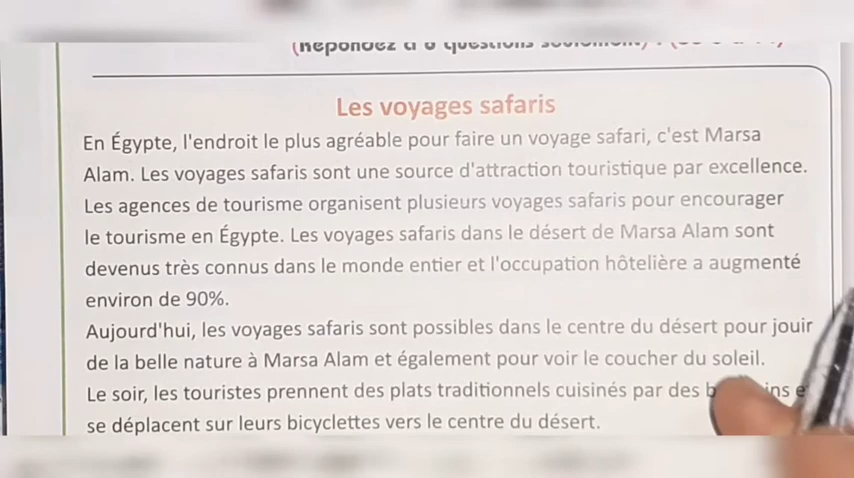 (Répondez à 6 questions seulement) :
Les voyages safaris
En Égypte, l'endroit le plus agréable pour faire un voyage safari, c'est Marsa
Alam. Les voyages safaris sont une source d'attraction touristique par excellence.
Les agences de tourisme organisent plusieurs voyages safaris pour encourager
le tourisme en Égypte. Les voyages safaris dans le désert de Marsa Alam sont
devenus très connus dans le monde entier et l'occupation hôtelière a augmenté
environ de 90%.
Aujourd'hui, les voyages safaris sont possibles dans le centre du désert pour jouir
de la belle nature à Marsa Alam et également pour voir le coucher du soleil.
Le soir, les touristes prennent des plats traditionnels cuisinés par des
se déplacent sur leurs bicyclettes vers le centre du désert.